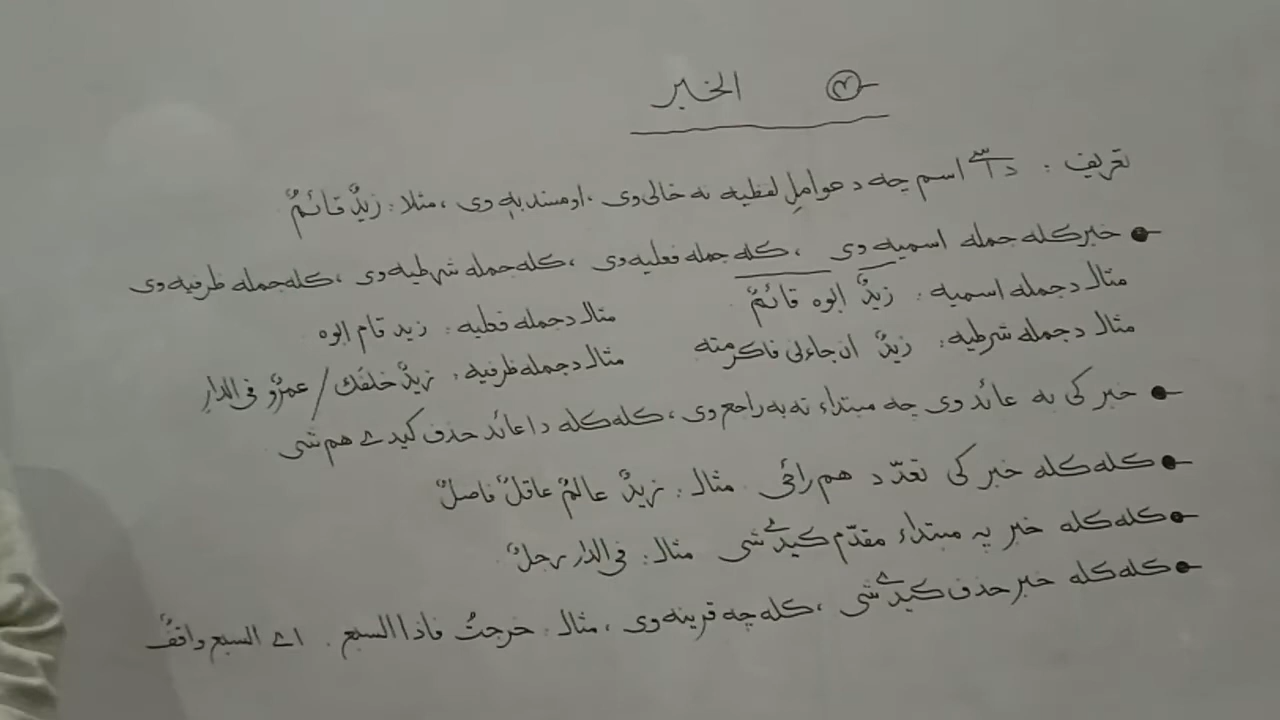 ② الخبر
تعریف : دا سے اسم چه د عواملِ لفظیه نه خالی وی ، او مسند بهٖ وی ، مثلا : زیدٌ قائمٌ
خبر کله جمله اسمیه وی ، کله جمله فعلیه وی ، کله جمله شرطیه وی ، کله جمله ظرفیه وی
مثال د جمله اسمیه : زیدٌ ابوه قائمٌ مثال د جمله فعلیه : زید قام ابوه
مثال د جمله شرطیه : زیدٌ ان جاءنی فاکرمته مثال د جمله ظرفیه : زیدٌ خلفَك / عمرٌو فی الدارِ
خبر کی به عائد وی چه مبتداء ته به راجع وی ، کله کله دا عائد حذف کیدے هم شی
کله کله خبر کی تعدّد هم رائی مثال : زیدٌ عالمٌ عاقلٌ فاضلٌ
کله کله خبر په مبتداء مقدّم کیدےٗ شی مثال : فی الدار رجلٌ
کله کله خبر حذف کیدےٗ شی ، کله چه قرینه وی ، مثال : خرجتُ فاذا السبع . اے السبع واقفٌ